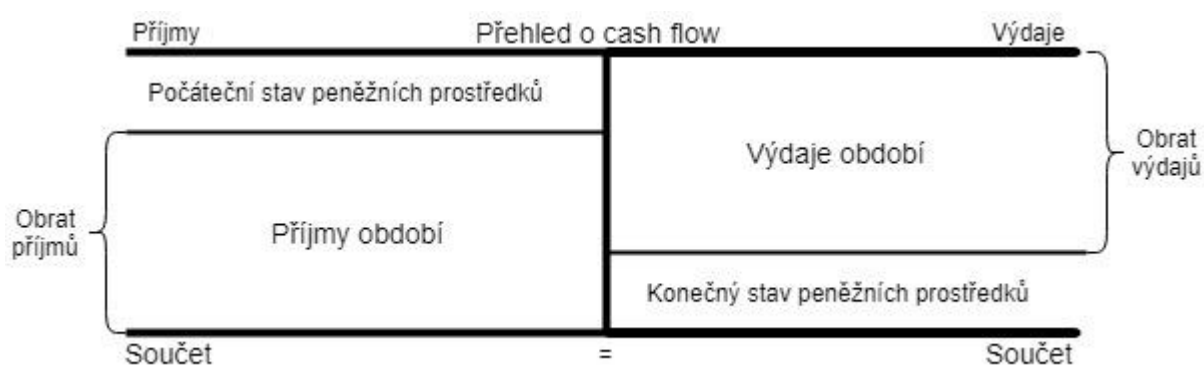 Příjmy Přehled o cash flow Výdaje
Počáteční stav peněžních prostředků
Výdaje období
Obrat
výdajů
Obrat
příjmů
Příjmy období
Konečný stav peněžních prostředků
Součet = Součet